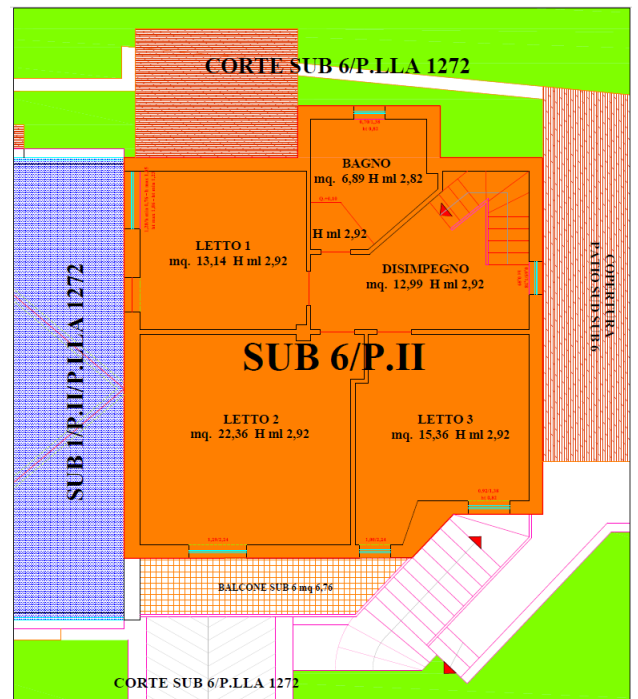 CORTE SUB 6/P.LLA 1272
BAGNO
mq. 6,89 H ml 2,82
H ml 2,92
LETTO 1
mq. 13,14 H ml 2,92
DISIMPEGNO
mq. 12,99 H ml 2,92
COPERTURA
PATIO SUD SUB 6
SUB 1/P.II/P.LLA 1272
SUB 6/P.II
LETTO 2
mq. 22,36 H ml 2,92
LETTO 3
mq. 15,36 H ml 2,92
BALCONE SUB 6 mq 6,76
CORTE SUB 6/P.LLA 1272